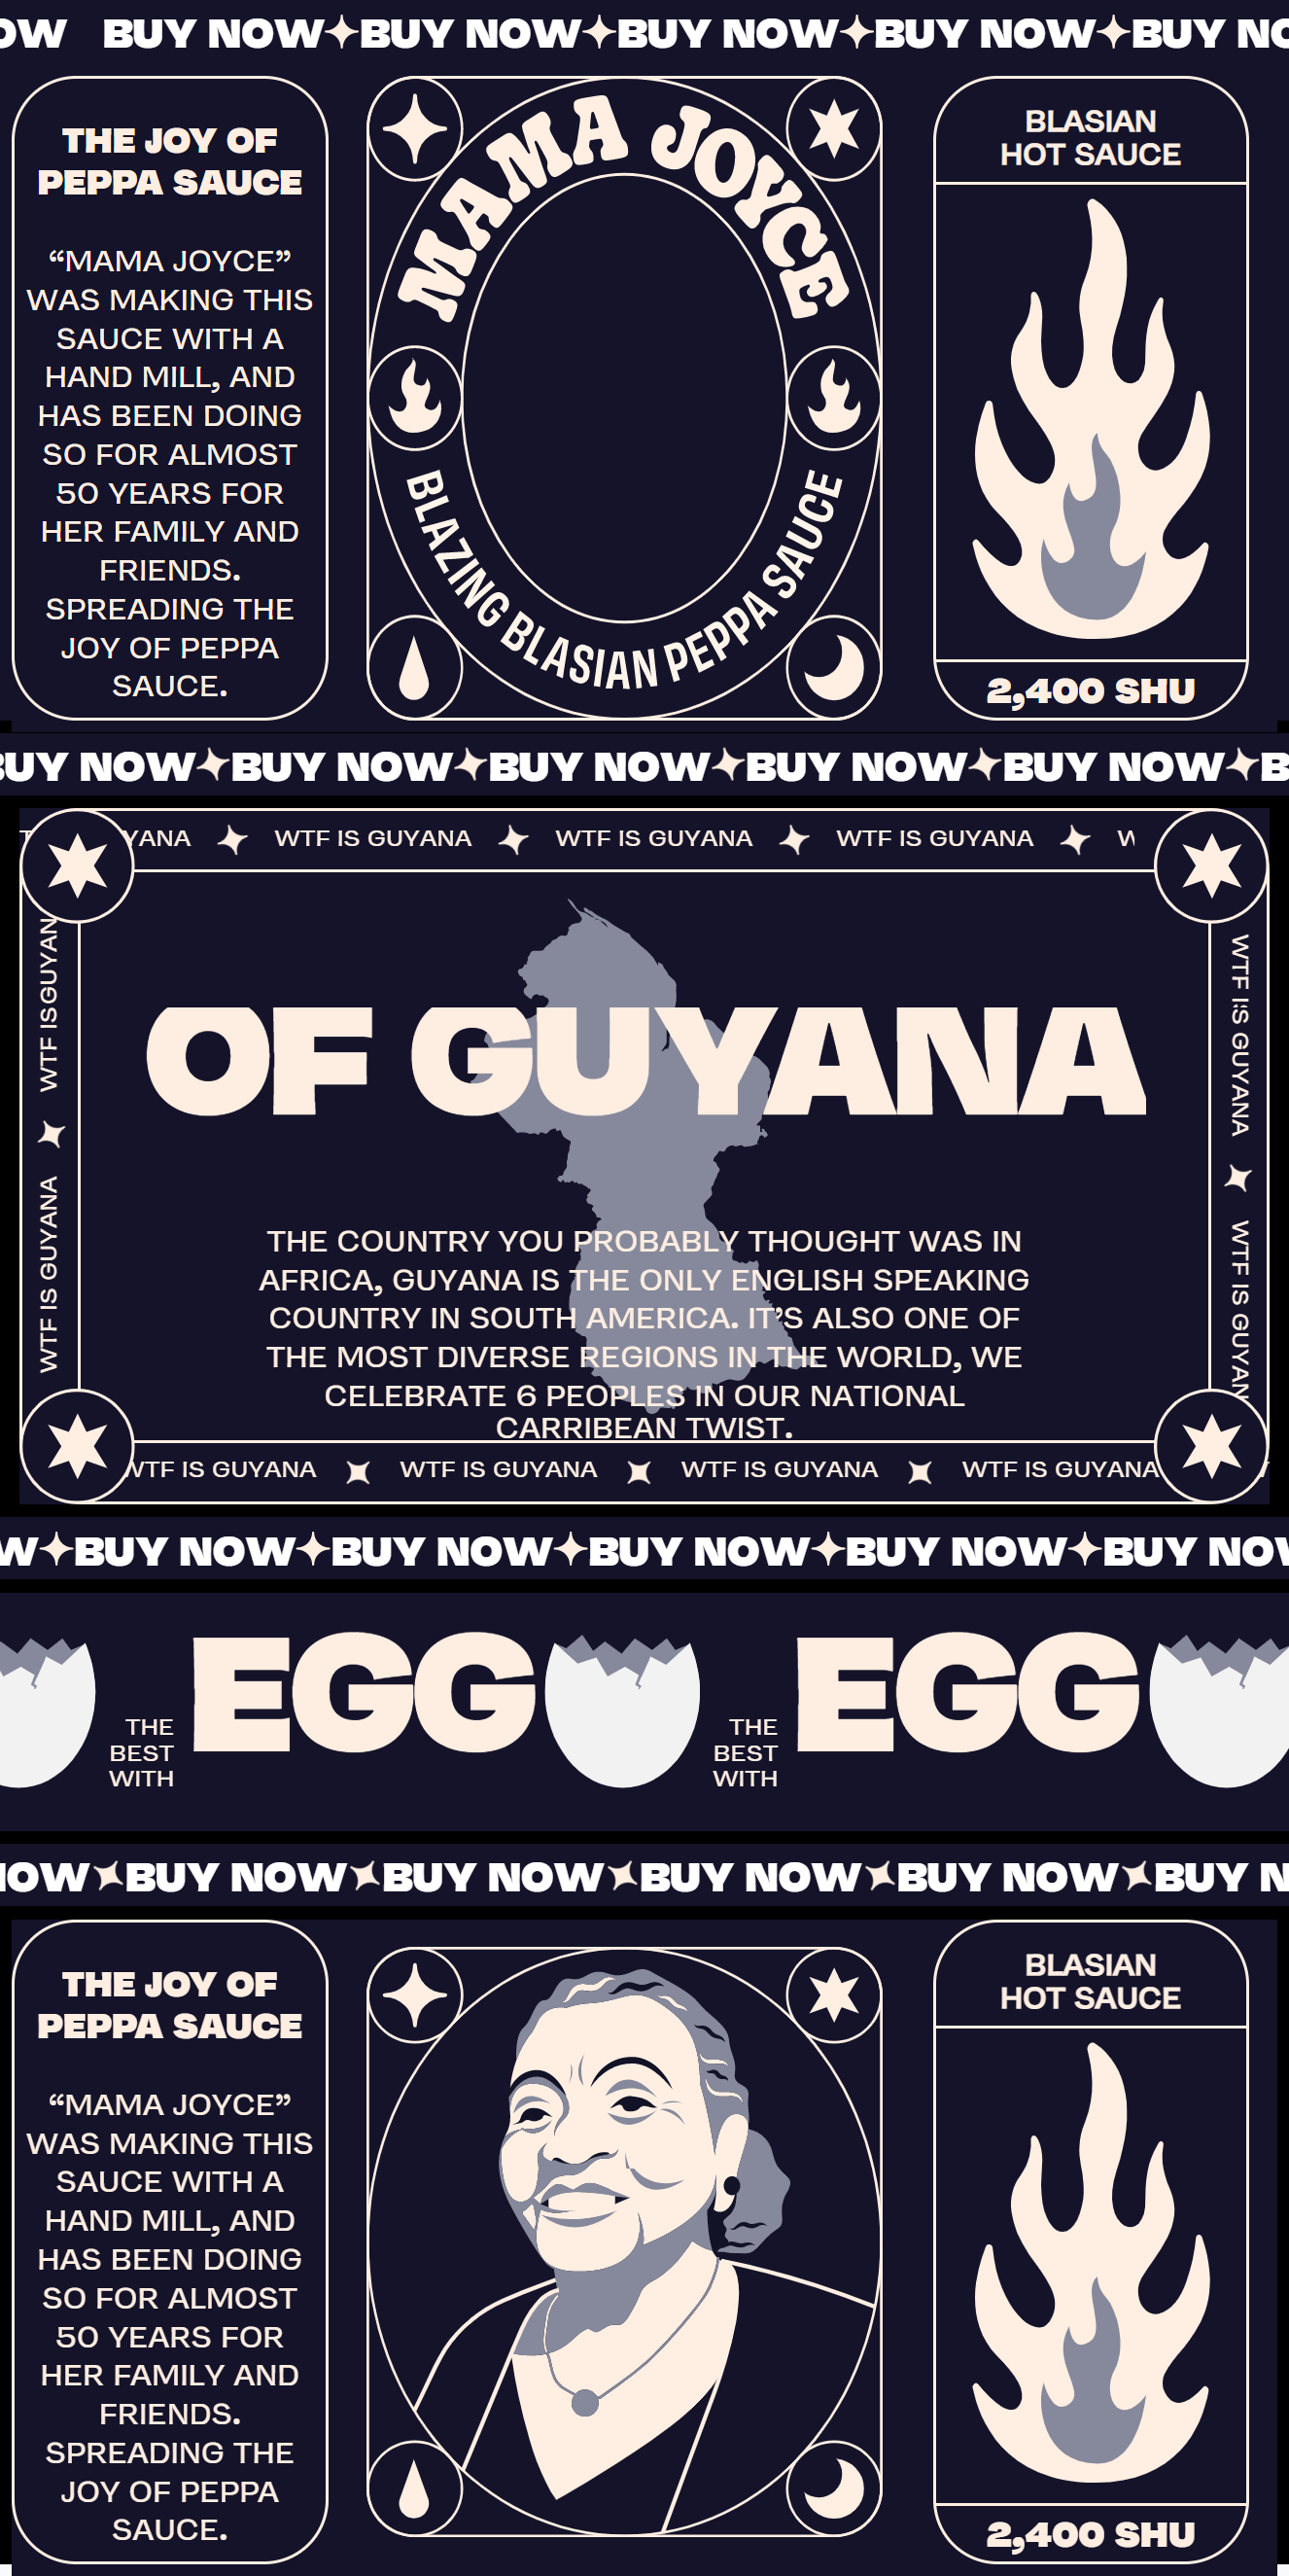 OW BUY NOW✦BUY NOW✦BUY NOW✦BUY NOW✦BUY NO
THE JOY OF
PEPPA SAUCE
“MAMA JOYCE”
WAS MAKING THIS
SAUCE WITH A
HAND MILL, AND
HAS BEEN DOING
SO FOR ALMOST
50 YEARS FOR
HER FAMILY AND
FRIENDS.
SPREADING THE
JOY OF PEPPA
SAUCE.
MAMA JOYCE
BLAZING BLASIAN PEPPA SAUCE
BLASIAN
HOT SAUCE
2,400 SHU
BUY NOW✦BUY NOW✦BUY NOW✦BUY NOW✦BUY NOW✦B
YANA ✦ WTF IS GUYANA ✦ WTF IS GUYANA ✦ WTF IS GUYANA ✦ W
WTF IS GUYANA ✦ WTF IS GUYAN
WTF IS GUYANA ✦ WTF IS GUYAN
OF GUYANA
THE COUNTRY YOU PROBABLY THOUGHT WAS IN
AFRICA, GUYANA IS THE ONLY ENGLISH SPEAKING
COUNTRY IN SOUTH AMERICA. IT’S ALSO ONE OF
THE MOST DIVERSE REGIONS IN THE WORLD, WE
CELEBRATE 6 PEOPLES IN OUR NATIONAL
CARRIBEAN TWIST.
WTF IS GUYANA ✦ WTF IS GUYANA ✦ WTF IS GUYANA ✦ WTF IS GUYANA
W✦BUY NOW✦BUY NOW✦BUY NOW✦BUY NOW✦BUY NOW
THE
BEST
WITH
EGG
THE
BEST
WITH
EGG
NOW✦BUY NOW✦BUY NOW✦BUY NOW✦BUY NOW✦BUY N
THE JOY OF
PEPPA SAUCE
“MAMA JOYCE”
WAS MAKING THIS
SAUCE WITH A
HAND MILL, AND
HAS BEEN DOING
SO FOR ALMOST
50 YEARS FOR
HER FAMILY AND
FRIENDS.
SPREADING THE
JOY OF PEPPA
SAUCE.
BLASIAN
HOT SAUCE
2,400 SHU